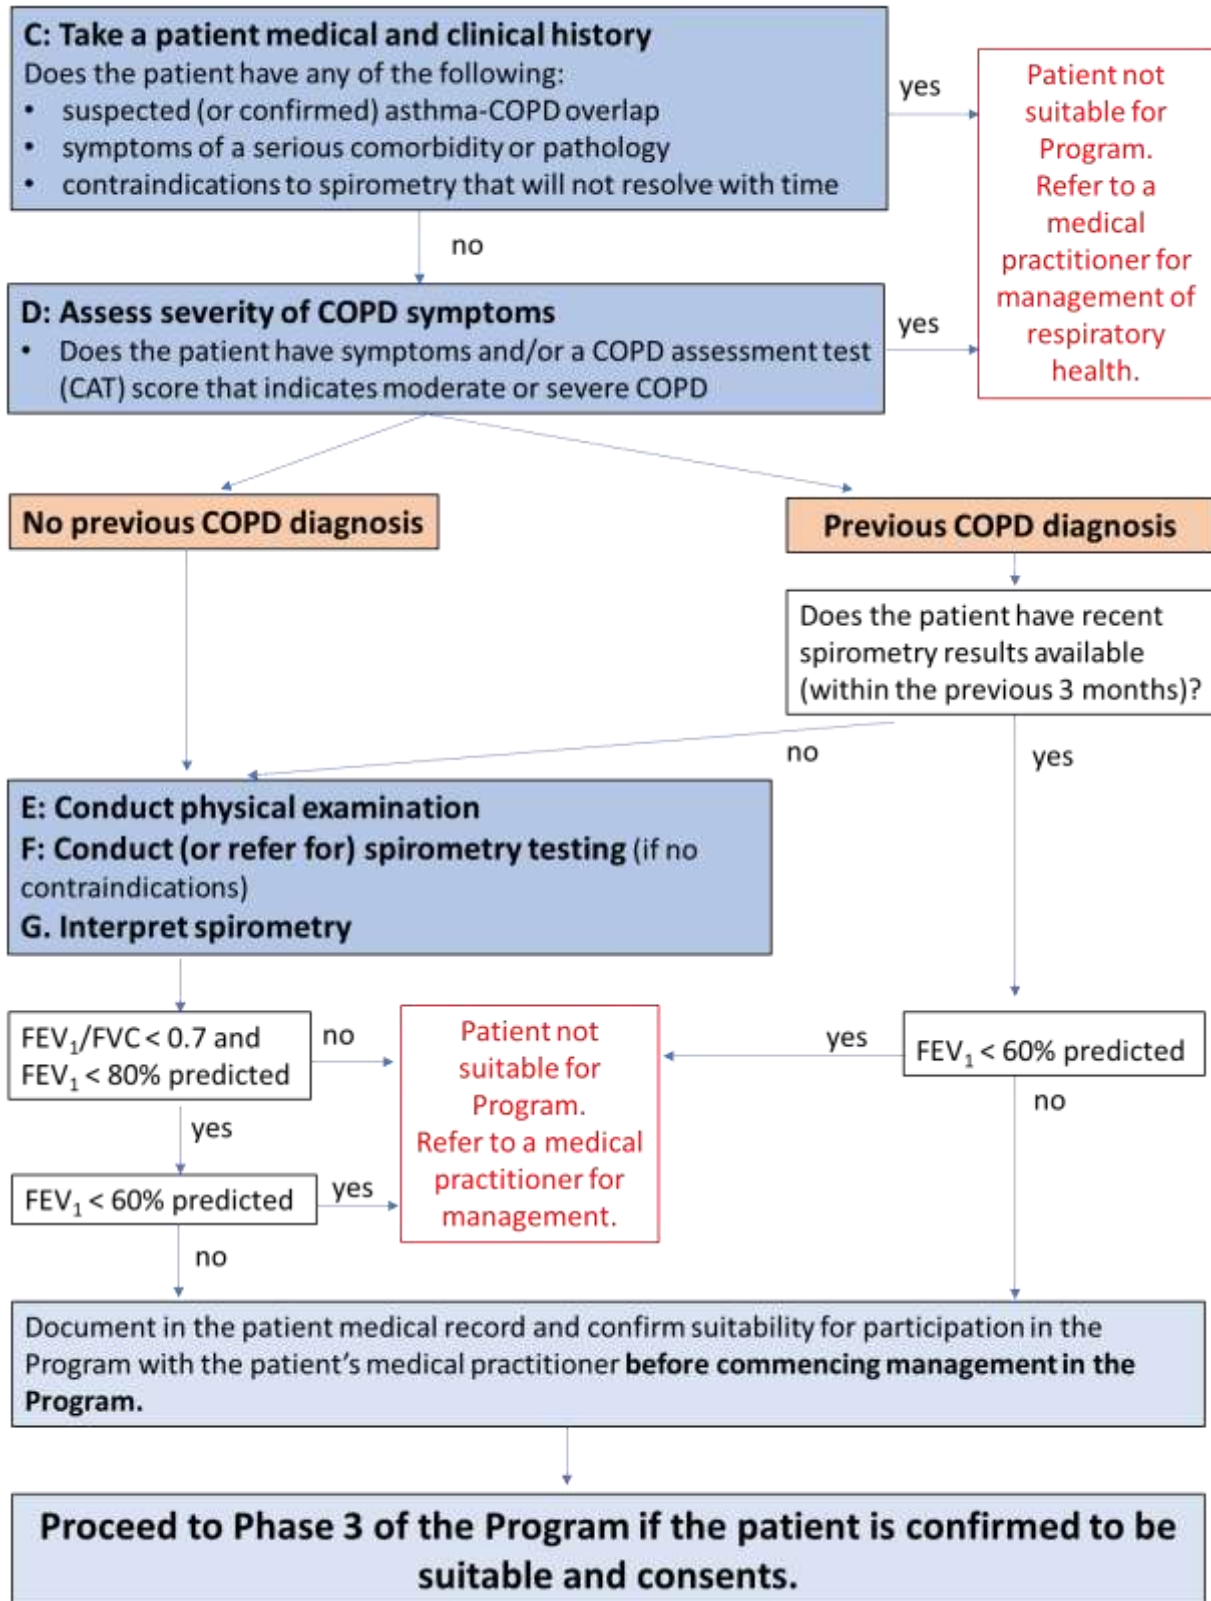 C: Take a patient medical and clinical history
Does the patient have any of the following:
• suspected (or confirmed) asthma-COPD overlap
• symptoms of a serious comorbidity or pathology
• contraindications to spirometry that will not resolve with time
yes
Patient not
suitable for
Program.
Refer to a
medical
practitioner for
management of
respiratory
health.
no
D: Assess severity of COPD symptoms
• Does the patient have symptoms and/or a COPD assessment test
(CAT) score that indicates moderate or severe COPD
yes
No previous COPD diagnosis
Previous COPD diagnosis
Does the patient have recent
spirometry results available
(within the previous 3 months)?
no
yes
E: Conduct physical examination
F: Conduct (or refer for) spirometry testing (if no
contraindications)
G. Interpret spirometry
FEV₁/FVC < 0.7 and
FEV₁ < 80% predicted
no
Patient not
suitable for
Program.
Refer to a medical
practitioner for
management.
yes
FEV₁ < 60% predicted
no
yes
FEV₁ < 60% predicted
yes
no
Document in the patient medical record and confirm suitability for participation in the
Program with the patient’s medical practitioner before commencing management in the
Program.
Proceed to Phase 3 of the Program if the patient is confirmed to be
suitable and consents.